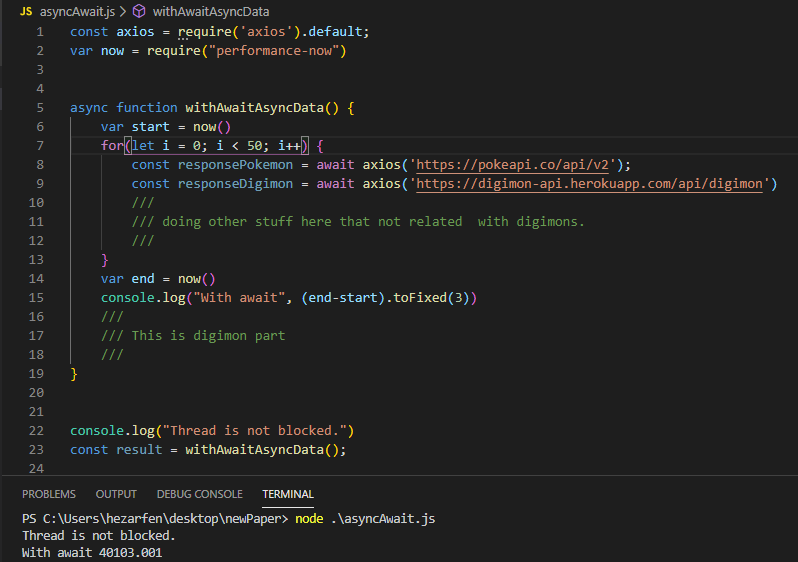 JS asyncAwait.js > withAwaitAsyncData
1 const axios = require('axios').default;
2 var now = require("performance-now")
3
4
5 async function withAwaitAsyncData() {
6 var start = now()
7 for(let i = 0; i < 50; i++) {
8 const responsePokemon = await axios('https://pokeapi.co/api/v2');
9 const responseDigimon = await axios('https://digimon-api.herokuapp.com/api/digimon')
10 ///
11 /// doing other stuff here that not related  with digimons.
12 ///
13 }
14 var end = now()
15 console.log("With await", (end-start).toFixed(3))
16 ///
17 /// This is digimon part
18 ///
19 }
20
21
22 console.log("Thread is not blocked.")
23 const result = withAwaitAsyncData();
24
PROBLEMS OUTPUT DEBUG CONSOLE TERMINAL
PS C:\Users\hezarfen\desktop\newPaper> node .\asyncAwait.js
Thread is not blocked.
With await 40103.001